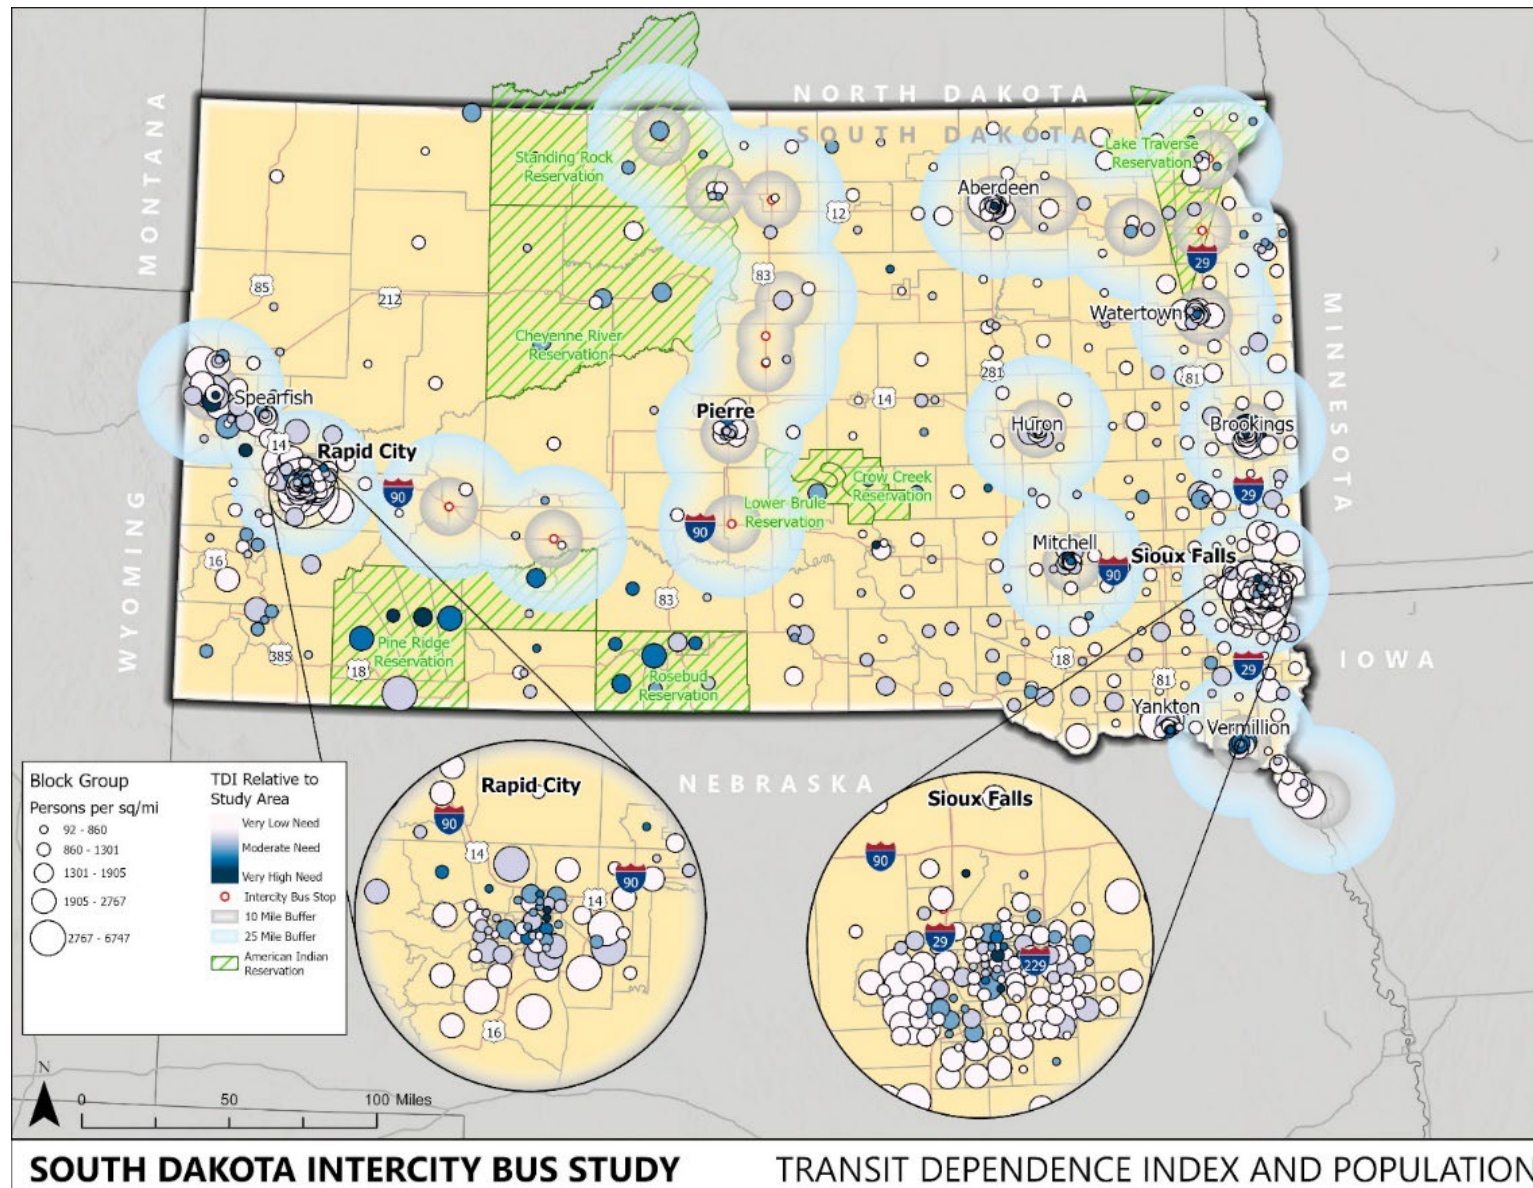 NORTH DAKOTA
SOUTH DAKOTA
MONTANA
Standing Rock
Reservation
Lake Traverse
Reservation
Aberdeen
12
29
83
85
212
Watertown
MINNESOTA
Cheyenne River
Reservation
281
81
Spearfish
14
Pierre
Huron
Brookings
14
Rapid City
90
Crow Creek
Reservation
29
Lower Brule
Reservation
90
WYOMING
Mitchell
90
Sioux Falls
16
83
Pine Ridge
Reservation
385
18
Rosebud
Reservation
18
29
IOWA
81
Yankton
Vermillion
NEBRASKA
Block Group
Persons per sq/mi
92 - 860
860 - 1301
1301 - 1905
1905 - 2767
2767 - 6747
TDI Relative to
Study Area
Very Low Need
Moderate Need
Very High Need
Intercity Bus Stop
10 Mile Buffer
25 Mile Buffer
American Indian
Reservation
Rapid City
90
14
90
14
16
Sioux Falls
90
29
229
N
0 50 100 Miles
SOUTH DAKOTA INTERCITY BUS STUDY TRANSIT DEPENDENCE INDEX AND POPULATION